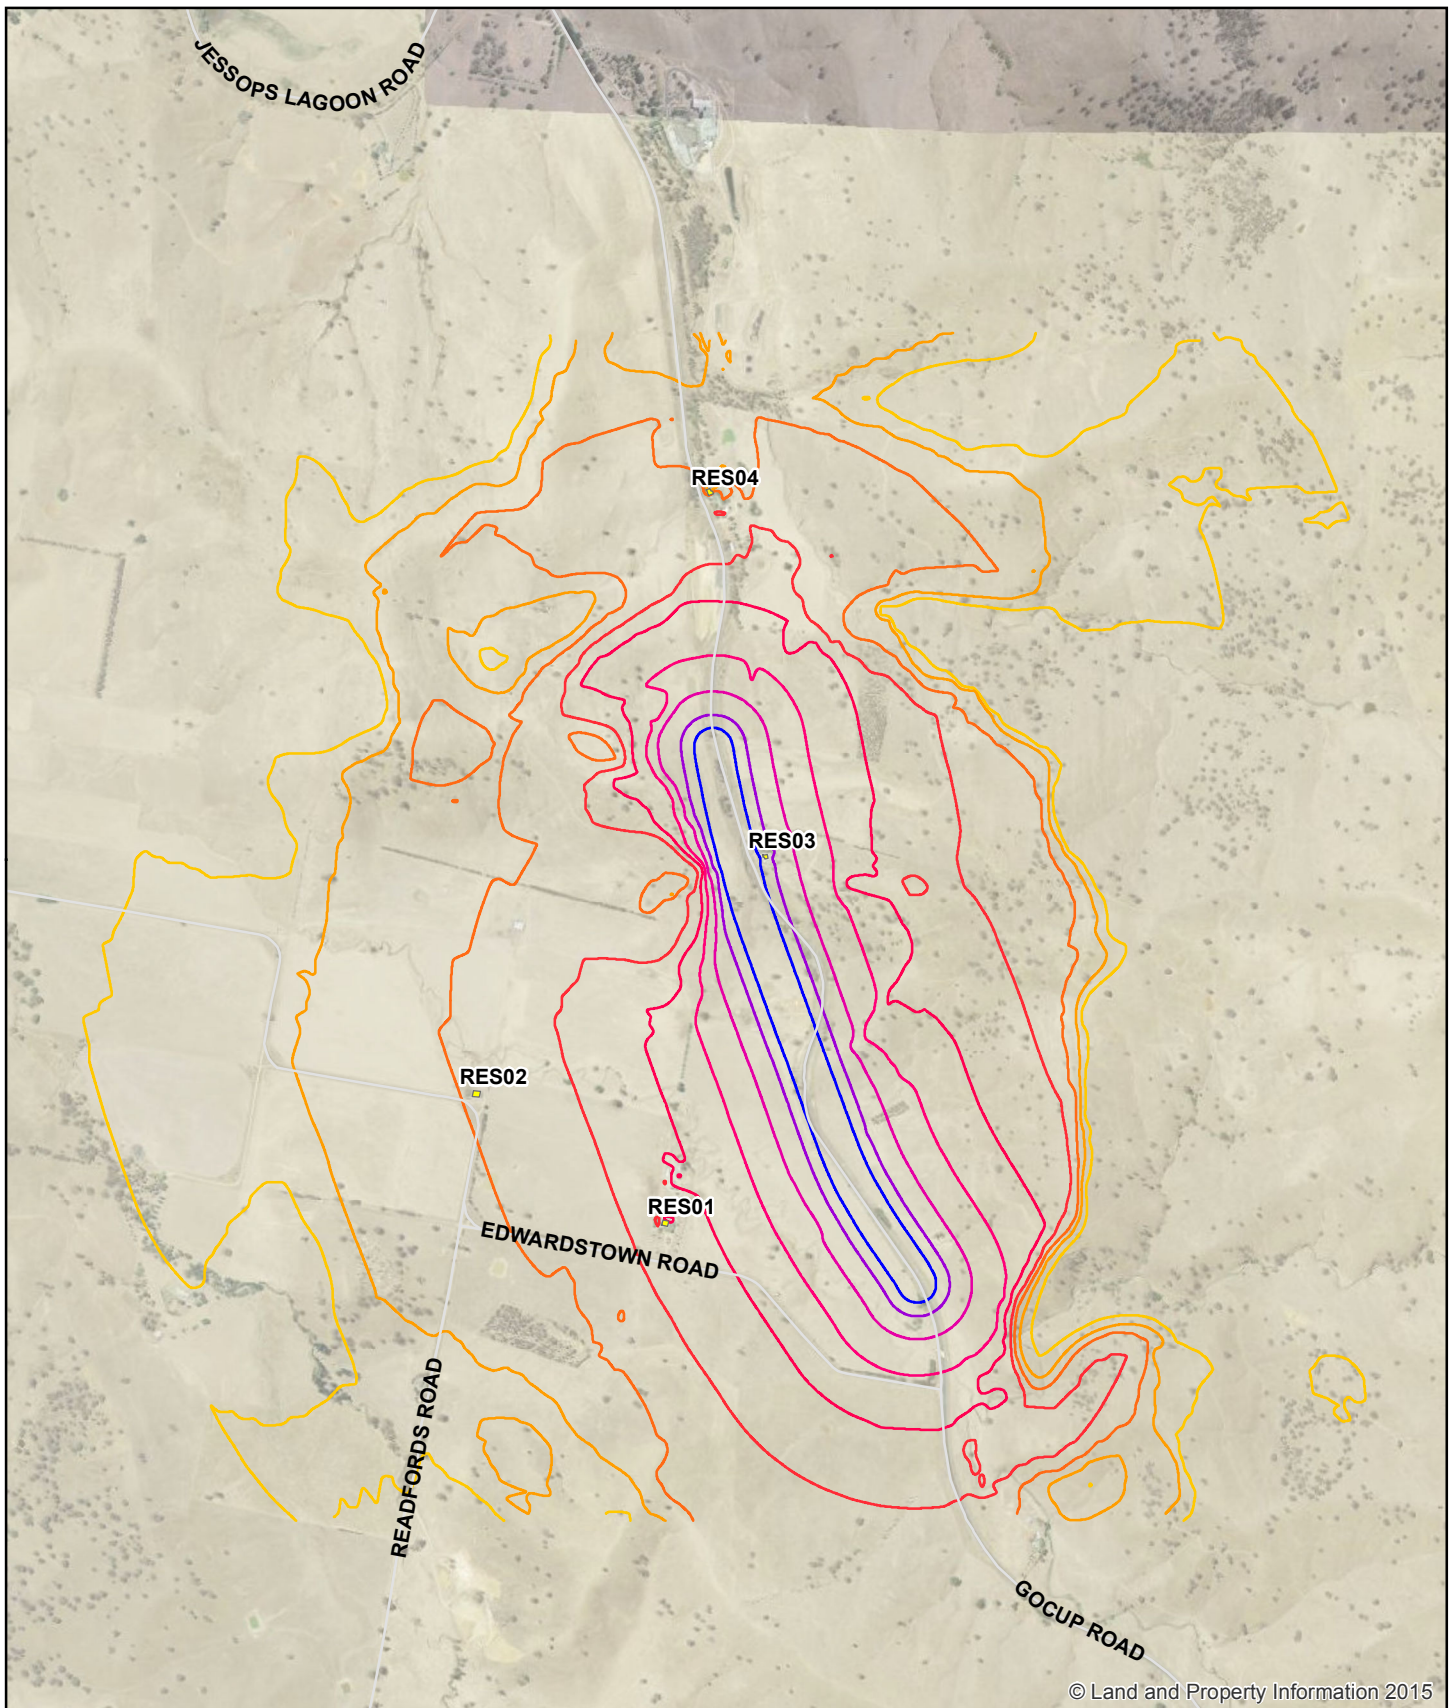 JESSOPS LAGOON ROAD
RES04
RES03
RES02
RES01
EDWARDSTOWN ROAD
READFORDS ROAD
GOCUP ROAD
© Land and Property Information 2015